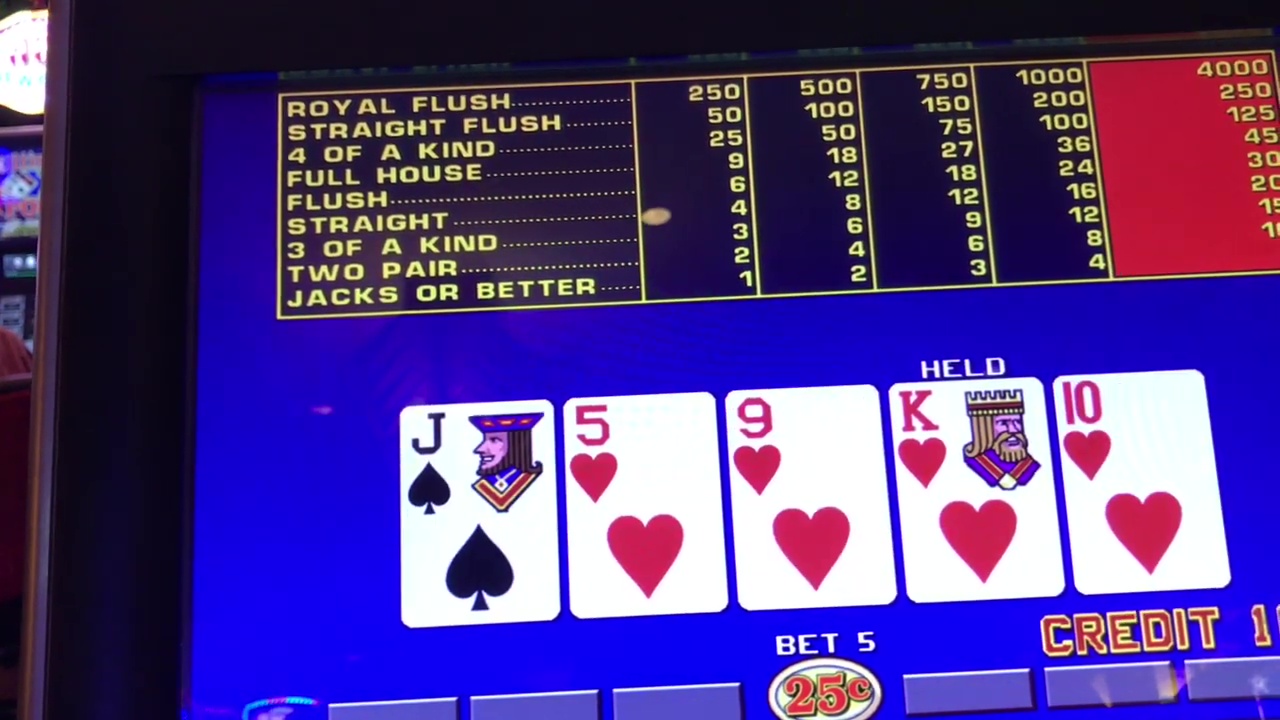 ROYAL FLUSH 250 500 750 1000 4000
STRAIGHT FLUSH 50 100 150 200 250
4 OF A KIND 25 50 75 100 125
FULL HOUSE 9 18 27 36 45
FLUSH 6 12 18 24 30
STRAIGHT 4 8 12 16
3 OF A KIND 3 6 9 12
TWO PAIR 2 4 6 8
JACKS OR BETTER 1 2 3 4
HELD
J 5 9 K 10
BET 5
CREDIT
25¢